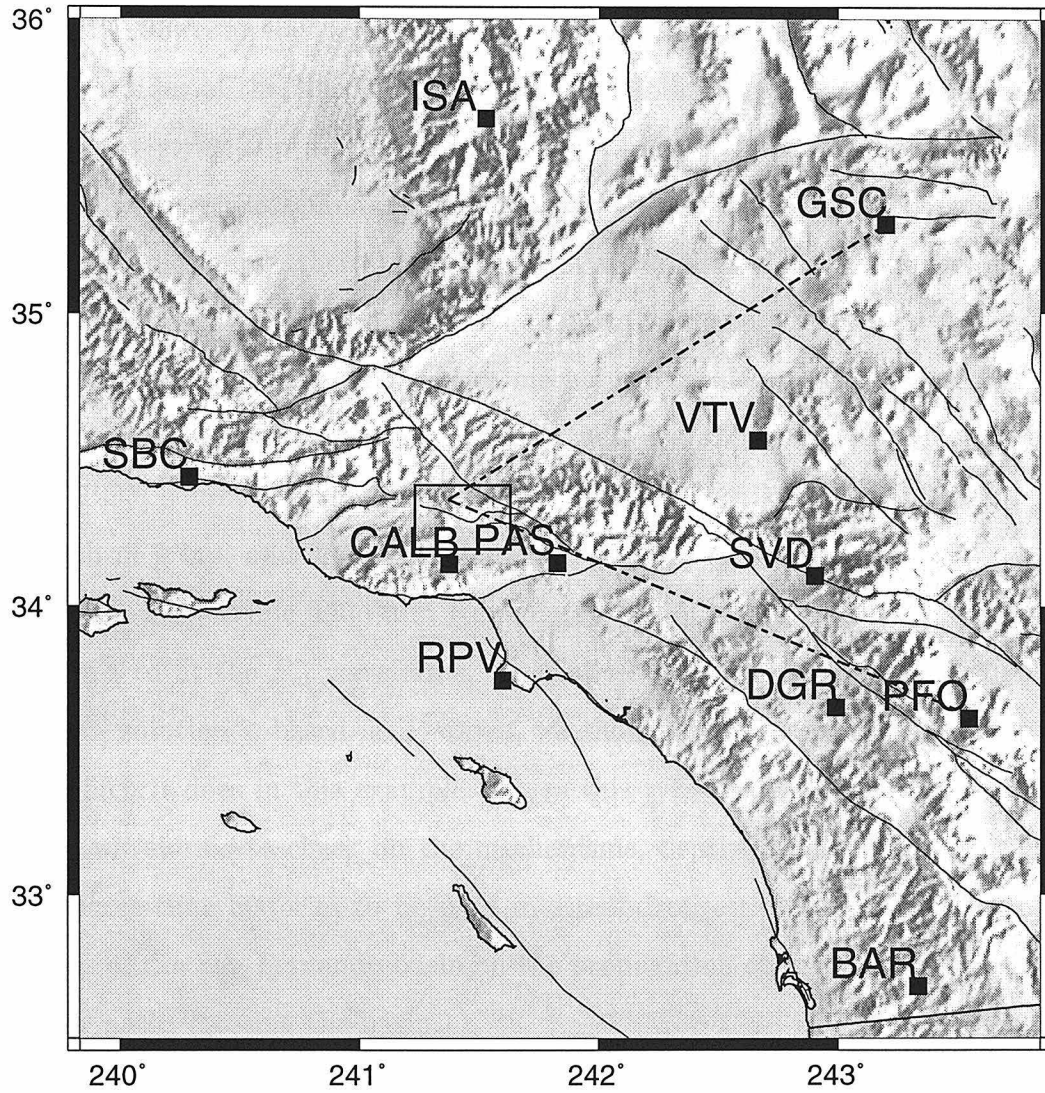 36°
ISA
GSC
35°
VTV
SBC
CALB PAS
SVD
34°
RPV
DGR
PFO
33°
BAR
240° 241° 242° 243°